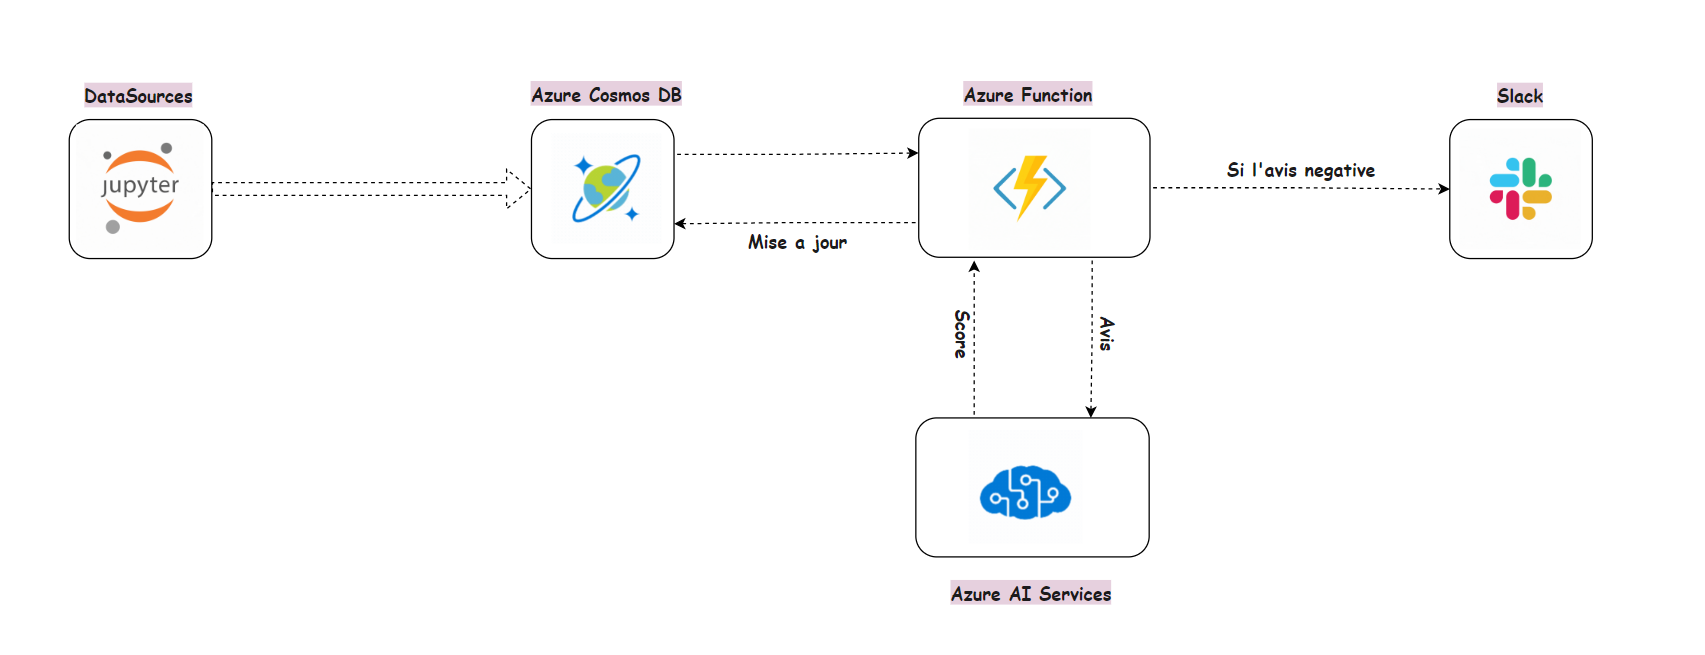 DataSources
Azure Cosmos DB
Azure Function
Slack
jupyter
Si l'avis negative
Mise a jour
Score
Avis
Azure AI Services